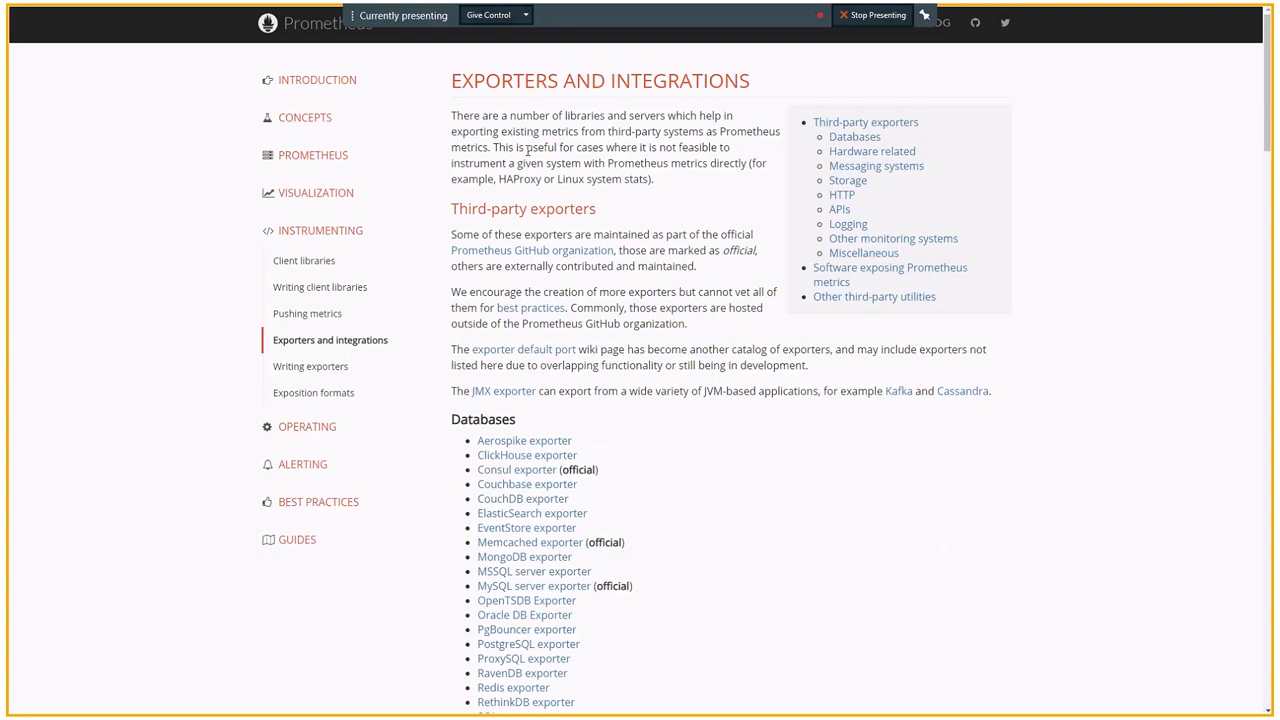 Currently presenting
Give Control
Stop Presenting
Prometheus
OG
INTRODUCTION
CONCEPTS
PROMETHEUS
VISUALIZATION
INSTRUMENTING
Client libraries
Writing client libraries
Pushing metrics
Exporters and integrations
Writing exporters
Exposition formats
OPERATING
ALERTING
BEST PRACTICES
GUIDES
EXPORTERS AND INTEGRATIONS
There are a number of libraries and servers which help in
exporting existing metrics from third-party systems as Prometheus
metrics. This is useful for cases where it is not feasible to
instrument a given system with Prometheus metrics directly (for
example, HAProxy or Linux system stats).
Third-party exporters
Databases
Hardware related
Messaging systems
Storage
HTTP
APIs
Logging
Other monitoring systems
Miscellaneous
Software exposing Prometheus
metrics
Other third-party utilities
Third-party exporters
Some of these exporters are maintained as part of the official
Prometheus GitHub organization, those are marked as official,
others are externally contributed and maintained.
We encourage the creation of more exporters but cannot vet all of
them for best practices. Commonly, those exporters are hosted
outside of the Prometheus GitHub organization.
The exporter default port wiki page has become another catalog of exporters, and may include exporters not
listed here due to overlapping functionality or still being in development.
The JMX exporter can export from a wide variety of JVM-based applications, for example Kafka and Cassandra.
Databases
Aerospike exporter
ClickHouse exporter
Consul exporter (official)
Couchbase exporter
CouchDB exporter
ElasticSearch exporter
EventStore exporter
Memcached exporter (official)
MongoDB exporter
MSSQL server exporter
MySQL server exporter (official)
OpenTSDB Exporter
Oracle DB Exporter
PgBouncer exporter
PostgreSQL exporter
ProxySQL exporter
RavenDB exporter
Redis exporter
RethinkDB exporter